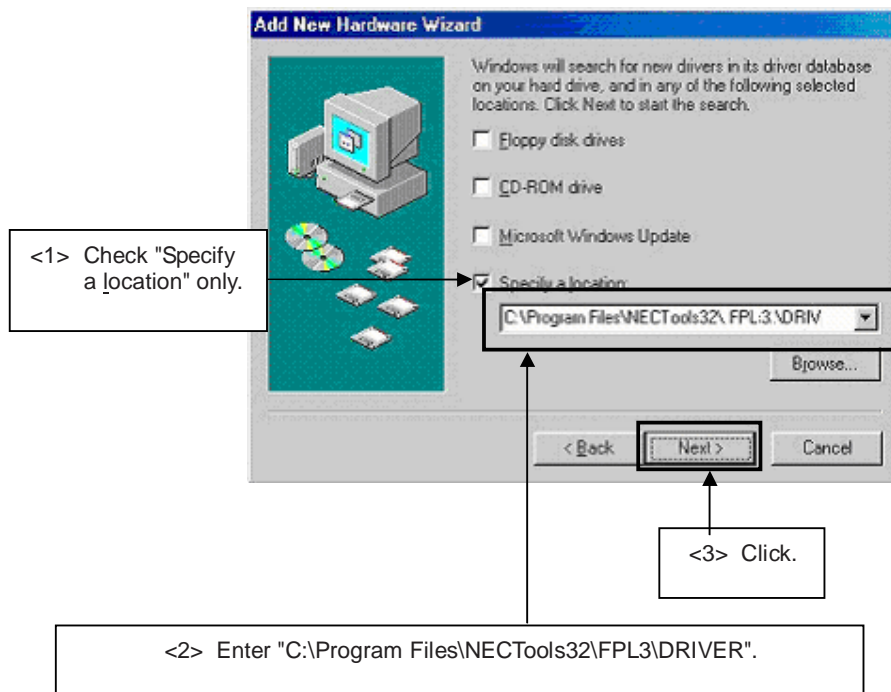 Add New Hardware Wizard
Windows will search for new drivers in its driver database
on your hard drive, and in any of the following selected
locations. Click Next to start the search.
Floppy disk drives
CD-ROM drive
Microsoft Windows Update
<1> Check "Specify
a location" only.
Specify a location:
C:\Program Files\NECTools32\ FPL3.\DRIV
Browse...
< Back
Next >
Cancel
<3> Click.
<2> Enter "C:\Program Files\NECTools32\FPL3\DRIVER".